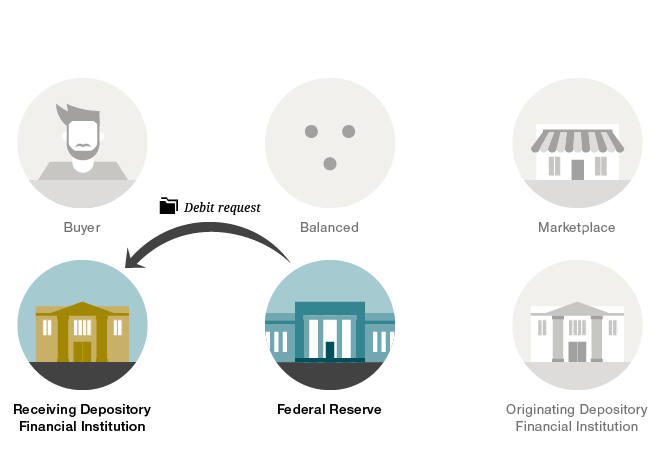 Debit request
Buyer
Balanced
Marketplace
Receiving Depository
Financial Institution
Federal Reserve
Originating Depository
Financial Institution